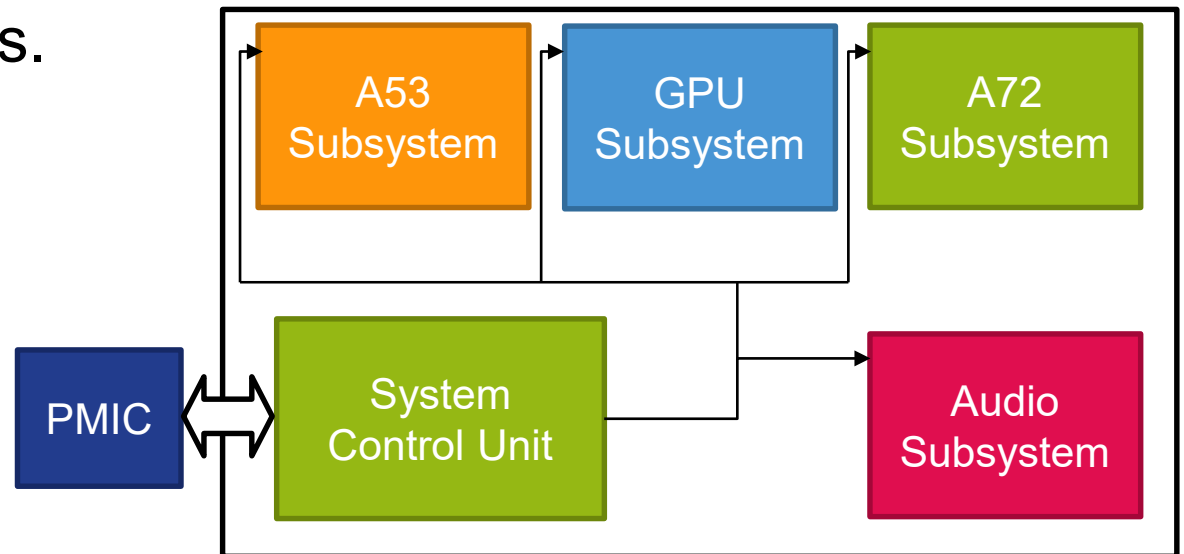 s.
A53
Subsystem
GPU
Subsystem
A72
Subsystem
PMIC
System
Control Unit
Audio
Subsystem